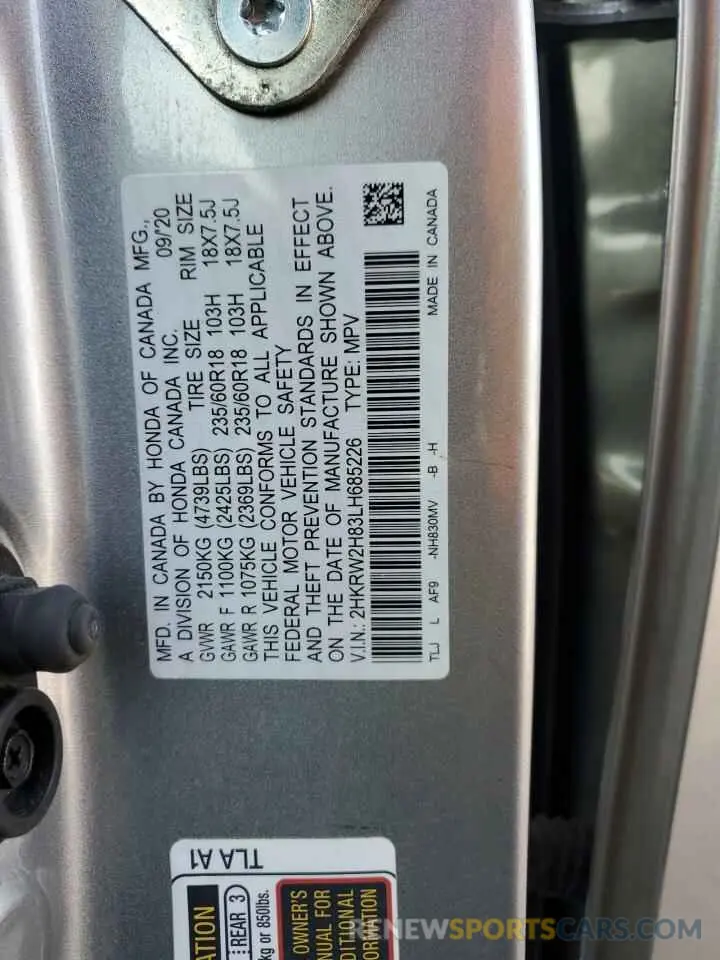 MFD. IN CANADA BY HONDA OF CANADA MFG.,
A DIVISION OF HONDA CANADA INC. 09/'20
GVWR 2150KG (4739LBS) TIRE SIZE RIM SIZE
GAWR F 1100KG (2425LBS) 235/60R18 103H 18X7.5J
GAWR R 1075KG (2369LBS) 235/60R18 103H 18X7.5J
THIS VEHICLE CONFORMS TO ALL APPLICABLE
FEDERAL MOTOR VEHICLE SAFETY
AND THEFT PREVENTION STANDARDS IN EFFECT
ON THE DATE OF MANUFACTURE SHOWN ABOVE.
V.I.N.: 2HKRW2H83LH685226 TYPE: MPV
TLJ L AF9 -NH830MV -B -H MADE IN CANADA
TLA A1
ATION
REAR 3
kg or 850lbs.
OWNER'S
ANUAL FOR
DITIONAL
ORMATION
RENEWSPORTSCARS.COM